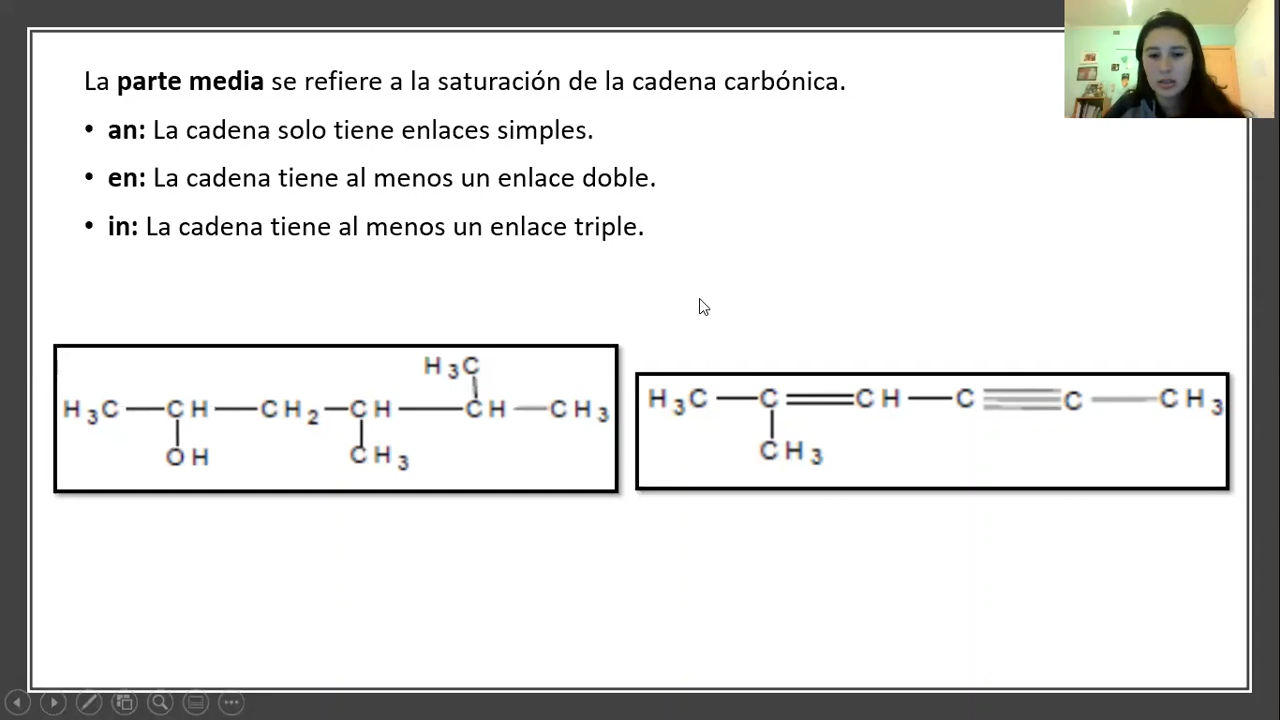 La parte media se refiere a la saturación de la cadena carbónica.
• an: La cadena solo tiene enlaces simples.
• en: La cadena tiene al menos un enlace doble.
• in: La cadena tiene al menos un enlace triple.
H3C
H3C CH CH2 CH CH CH3
OH CH3
H3C C CH C C CH3
CH3